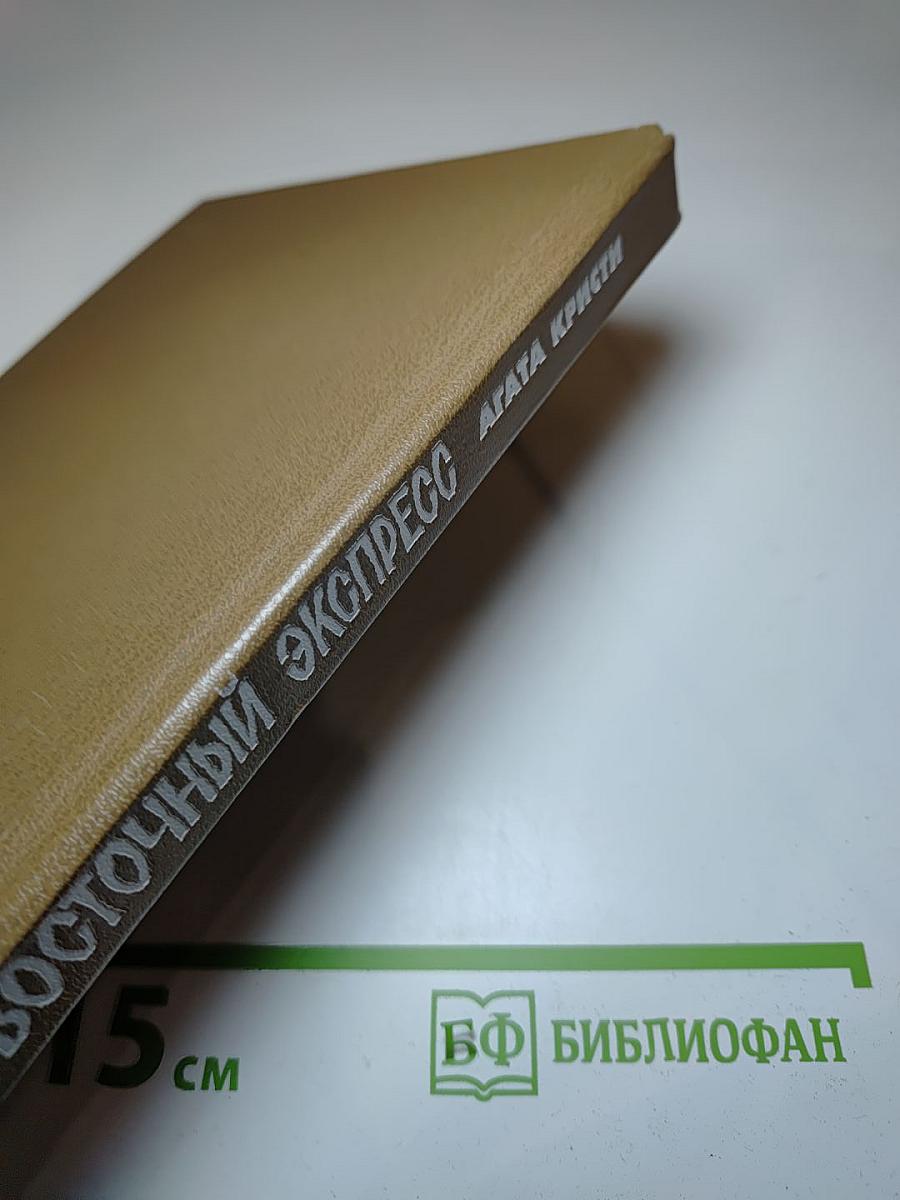 ВОСТОЧНЫЙ ЭКСПРЕСС АГАТА КРИСТИ
15 см
БФ БИБЛИОФАН